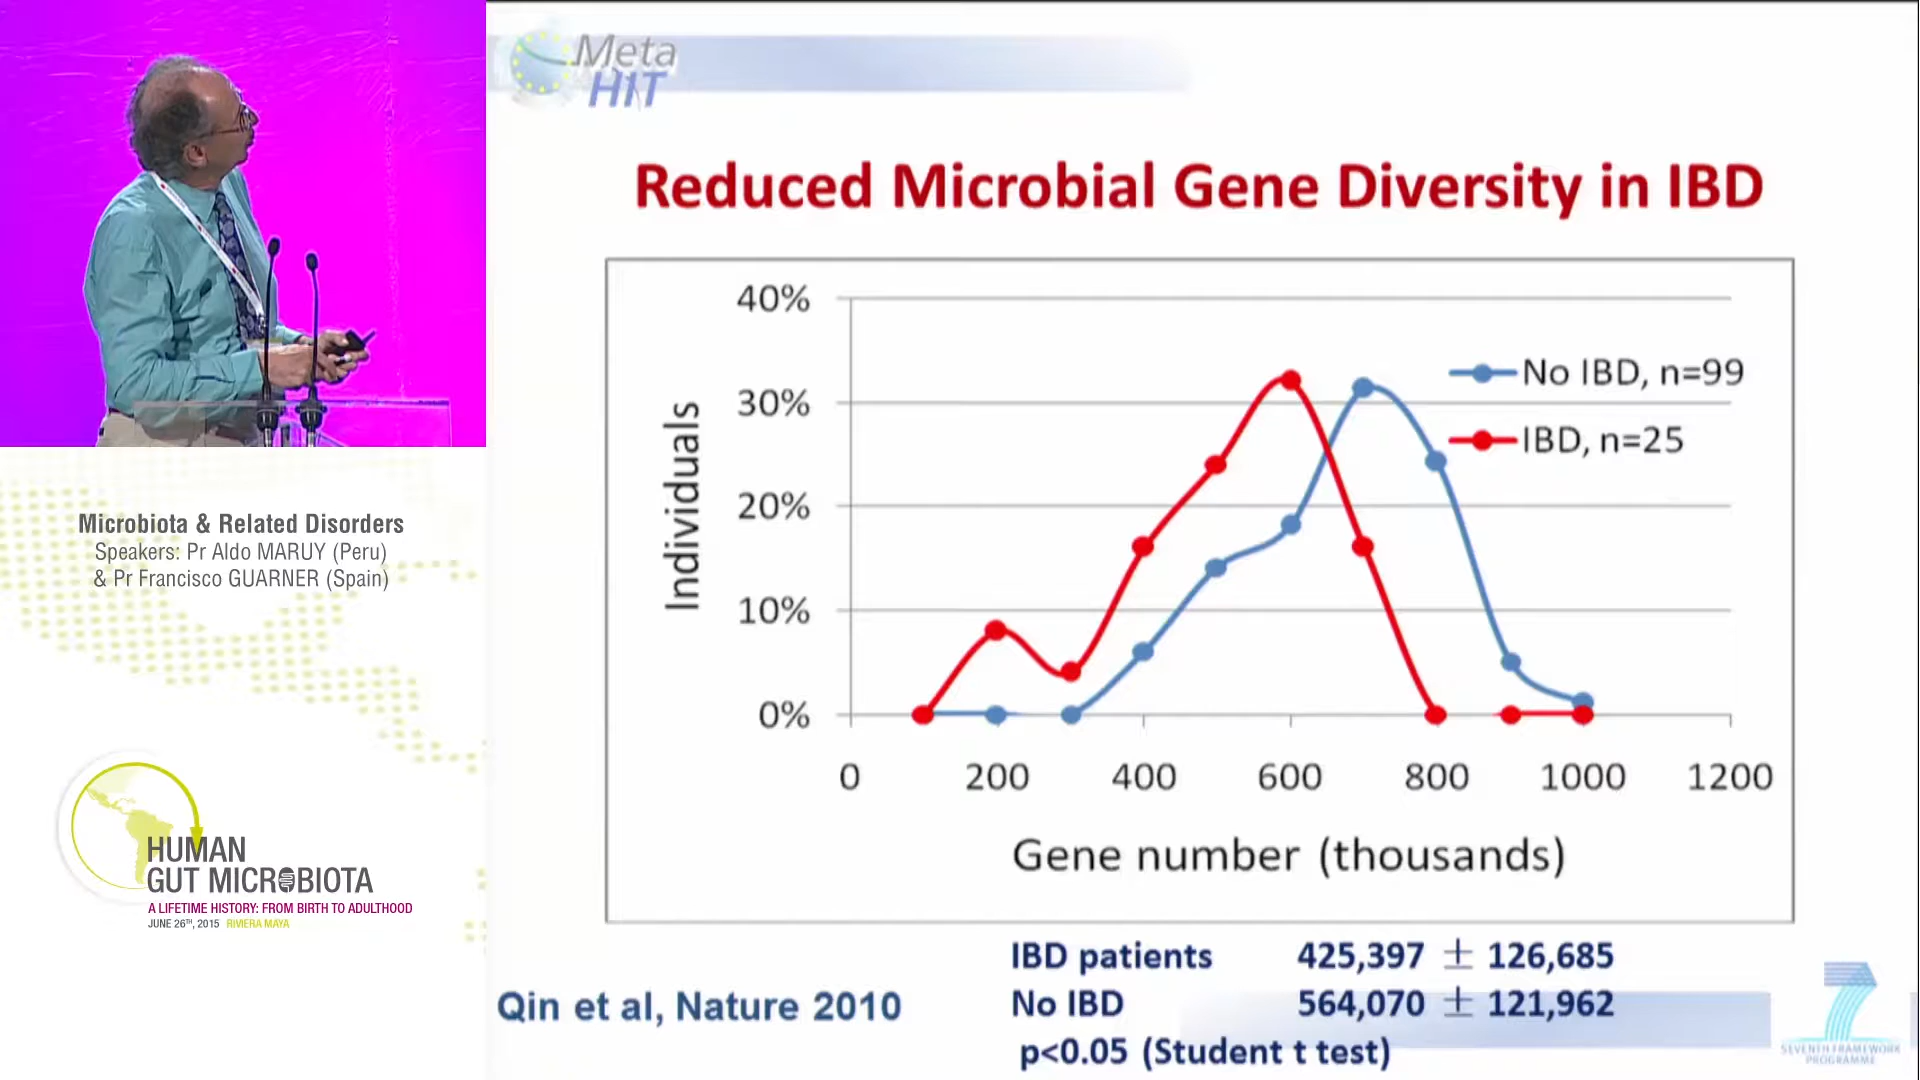 Meta
HIT
Reduced Microbial Gene Diversity in IBD
40%
30%
20%
10%
0%
Individuals
No IBD, n=99
IBD, n=25
0 200 400 600 800 1000 1200
Gene number (thousands)
IBD patients 425,397 ± 126,685
No IBD 564,070 ± 121,962
p<0.05 (Student t test)
Qin et al, Nature 2010
SEVENTH FRAMEWORK
PROGRAMME
Microbiota & Related Disorders
Speakers: Pr Aldo MARUY (Peru)
& Pr Francisco GUARNER (Spain)
HUMAN
GUT MICROBIOTA
A LIFETIME HISTORY: FROM BIRTH TO ADULTHOOD
JUNE 26TH, 2015 RIVIERA MAYA